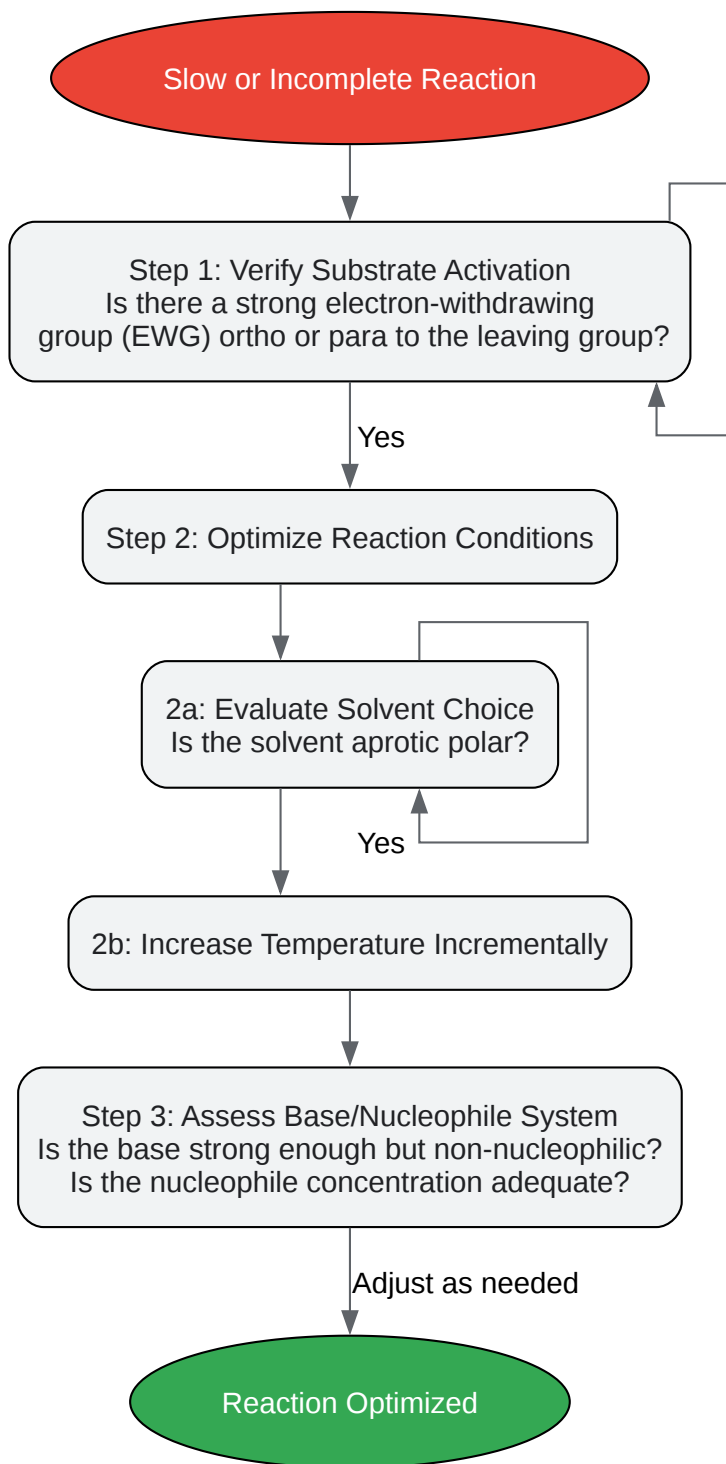 Slow or Incomplete Reaction
Step 1: Verify Substrate Activation
Is there a strong electron-withdrawing
group (EWG) ortho or para to the leaving group?
Yes
Step 2: Optimize Reaction Conditions
2a: Evaluate Solvent Choice
Is the solvent aprotic polar?
Yes
2b: Increase Temperature Incrementally
Step 3: Assess Base/Nucleophile System
Is the base strong enough but non-nucleophilic?
Is the nucleophile concentration adequate?
Adjust as needed
Reaction Optimized